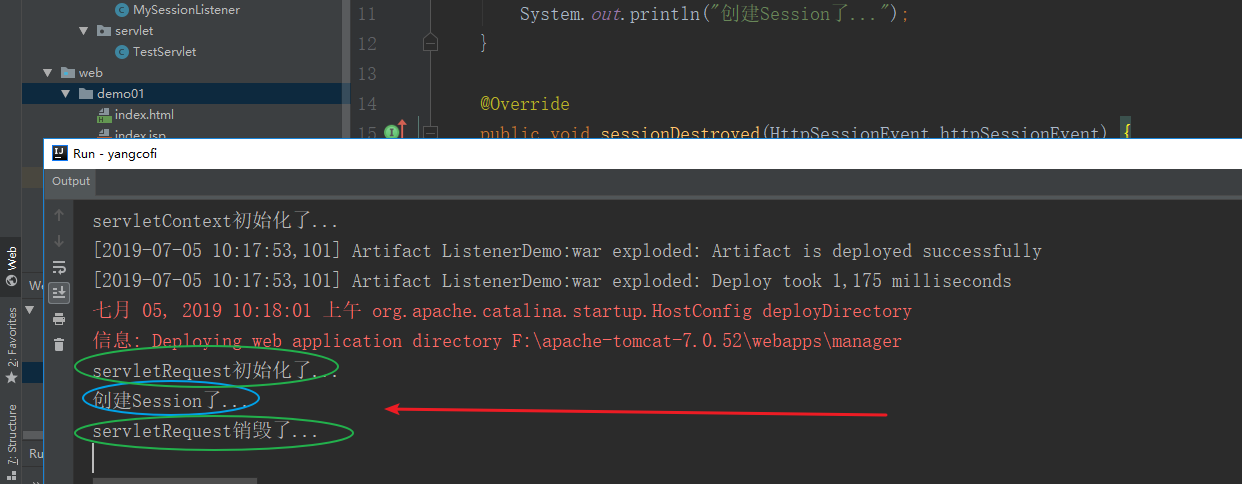 MySessionListener
servlet
TestServlet
web
demo01
index.html
index.jsp
11 System.out.println("创建Session了...");
12 }
13
14 @Override
15 public void sessionDestroyed(HttpSessionEvent httpSessionEvent) {
Run - yangcofi
Output
servletContext初始化了...
[2019-07-05 10:17:53,101] Artifact ListenerDemo:war exploded: Artifact is deployed successfully
[2019-07-05 10:17:53,101] Artifact ListenerDemo:war exploded: Deploy took 1,175 milliseconds
七月 05, 2019 10:18:01 上午 org.apache.catalina.startup.HostConfig deployDirectory
信息: Deploying web application directory F:\apache-tomcat-7.0.52\webapps\manager
servletRequest初始化了...
创建Session了...
servletRequest销毁了...
Web
2: Favorites
7: Structure
We
Ru